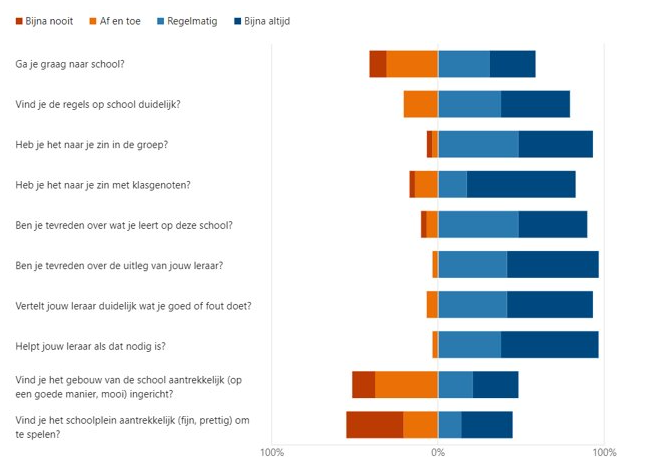 Bijna nooit Af en toe Regelmatig Bijna altijd
Ga je graag naar school?
Vind je de regels op school duidelijk?
Heb je het naar je zin in de groep?
Heb je het naar je zin met klasgenoten?
Ben je tevreden over wat je leert op deze school?
Ben je tevreden over de uitleg van jouw leraar?
Vertelt jouw leraar duidelijk wat je goed of fout doet?
Helpt jouw leraar als dat nodig is?
Vind je het gebouw van de school aantrekkelijk (op
een goede manier, mooi) ingericht?
Vind je het schoolplein aantrekkelijk (fijn, prettig) om
te spelen?
100% 0% 100%